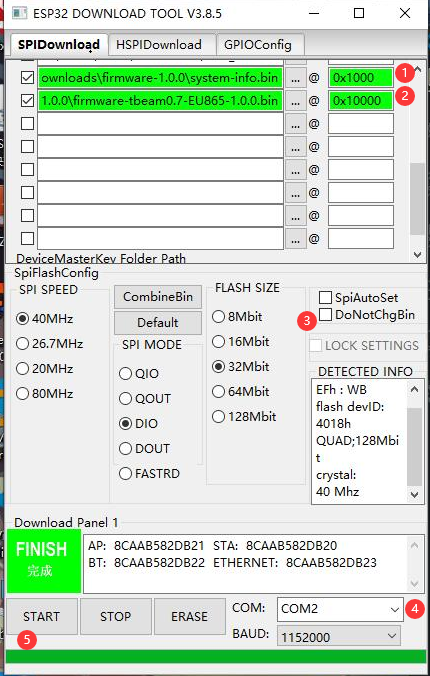 ESP32 DOWNLOAD TOOL V3.8.5
SPIDownload HSPIDownload GPIOConfig
ownloads\firmware-1.0.0\system-info.bin ... @ 0x1000 1
1.0.0\firmware-tbeam0.7-EU865-1.0.0.bin ... @ 0x10000 2
... @
... @
... @
... @
... @
... @
DeviceMasterKey Folder Path
SpiFlashConfig
SPI SPEED
40MHz
26.7MHz
20MHz
80MHz
CombineBin
Default
SPI MODE
QIO
QOUT
DIO
DOUT
FASTRD
FLASH SIZE
8Mbit
16Mbit
32Mbit
64Mbit
128Mbit
SpiAutoSet
3 DoNotChgBin
LOCK SETTINGS
DETECTED INFO
EFh : WB
flash devID:
4018h
QUAD;128Mbi
t
crystal:
40 Mhz
Download Panel 1
FINISH
完成
AP: 8CAAB582DB21 STA: 8CAAB582DB20
BT: 8CAAB582DB22 ETHERNET: 8CAAB582DB23
START STOP ERASE
5
COM: COM2 4
BAUD: 1152000